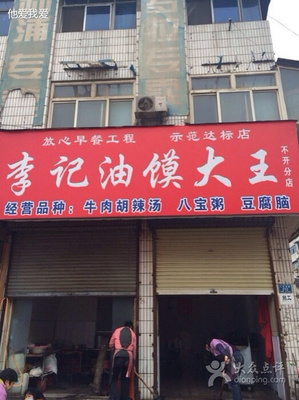 他爱我爱
浦专
放心早餐工程 示范达标店
李记油馍大王
不开分店
经营品种：牛肉胡辣汤 八宝粥 豆腐脑
大众点评
dianping.com